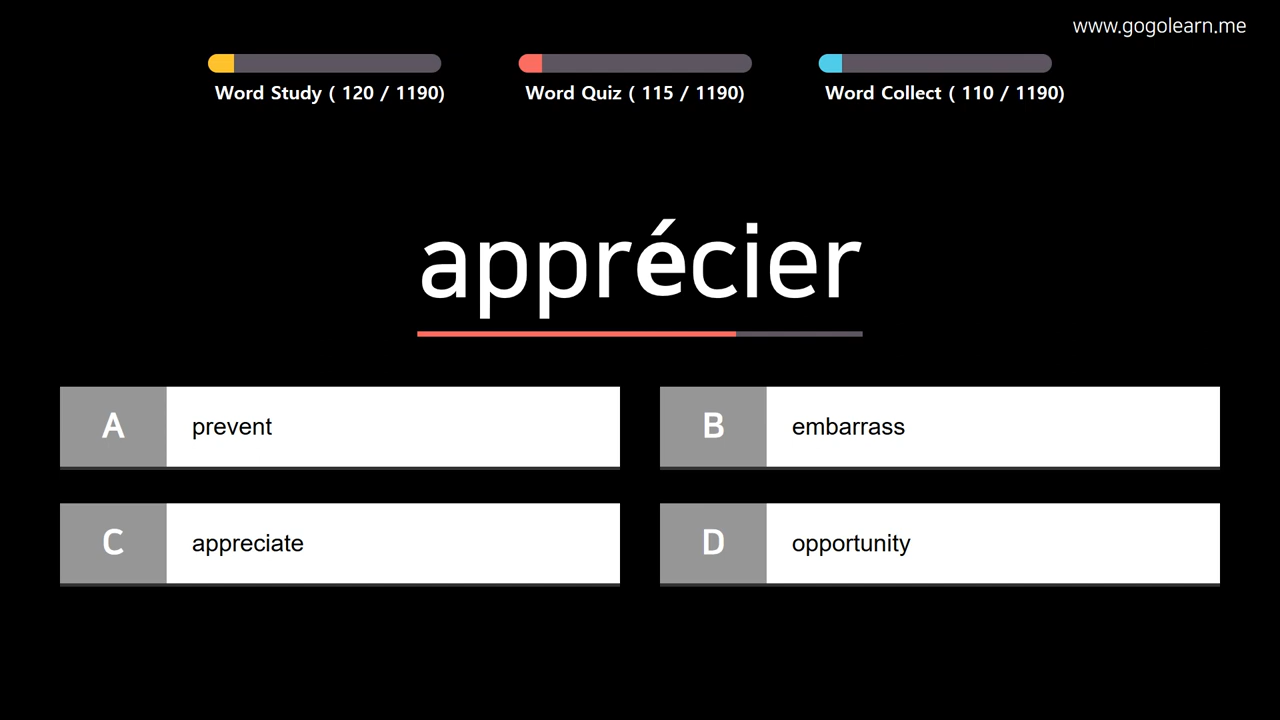 www.gogolearn.me
Word Study ( 120 / 1190)
Word Quiz ( 115 / 1190)
Word Collect ( 110 / 1190)
apprécier
A
prevent
B
embarrass
C
appreciate
D
opportunity